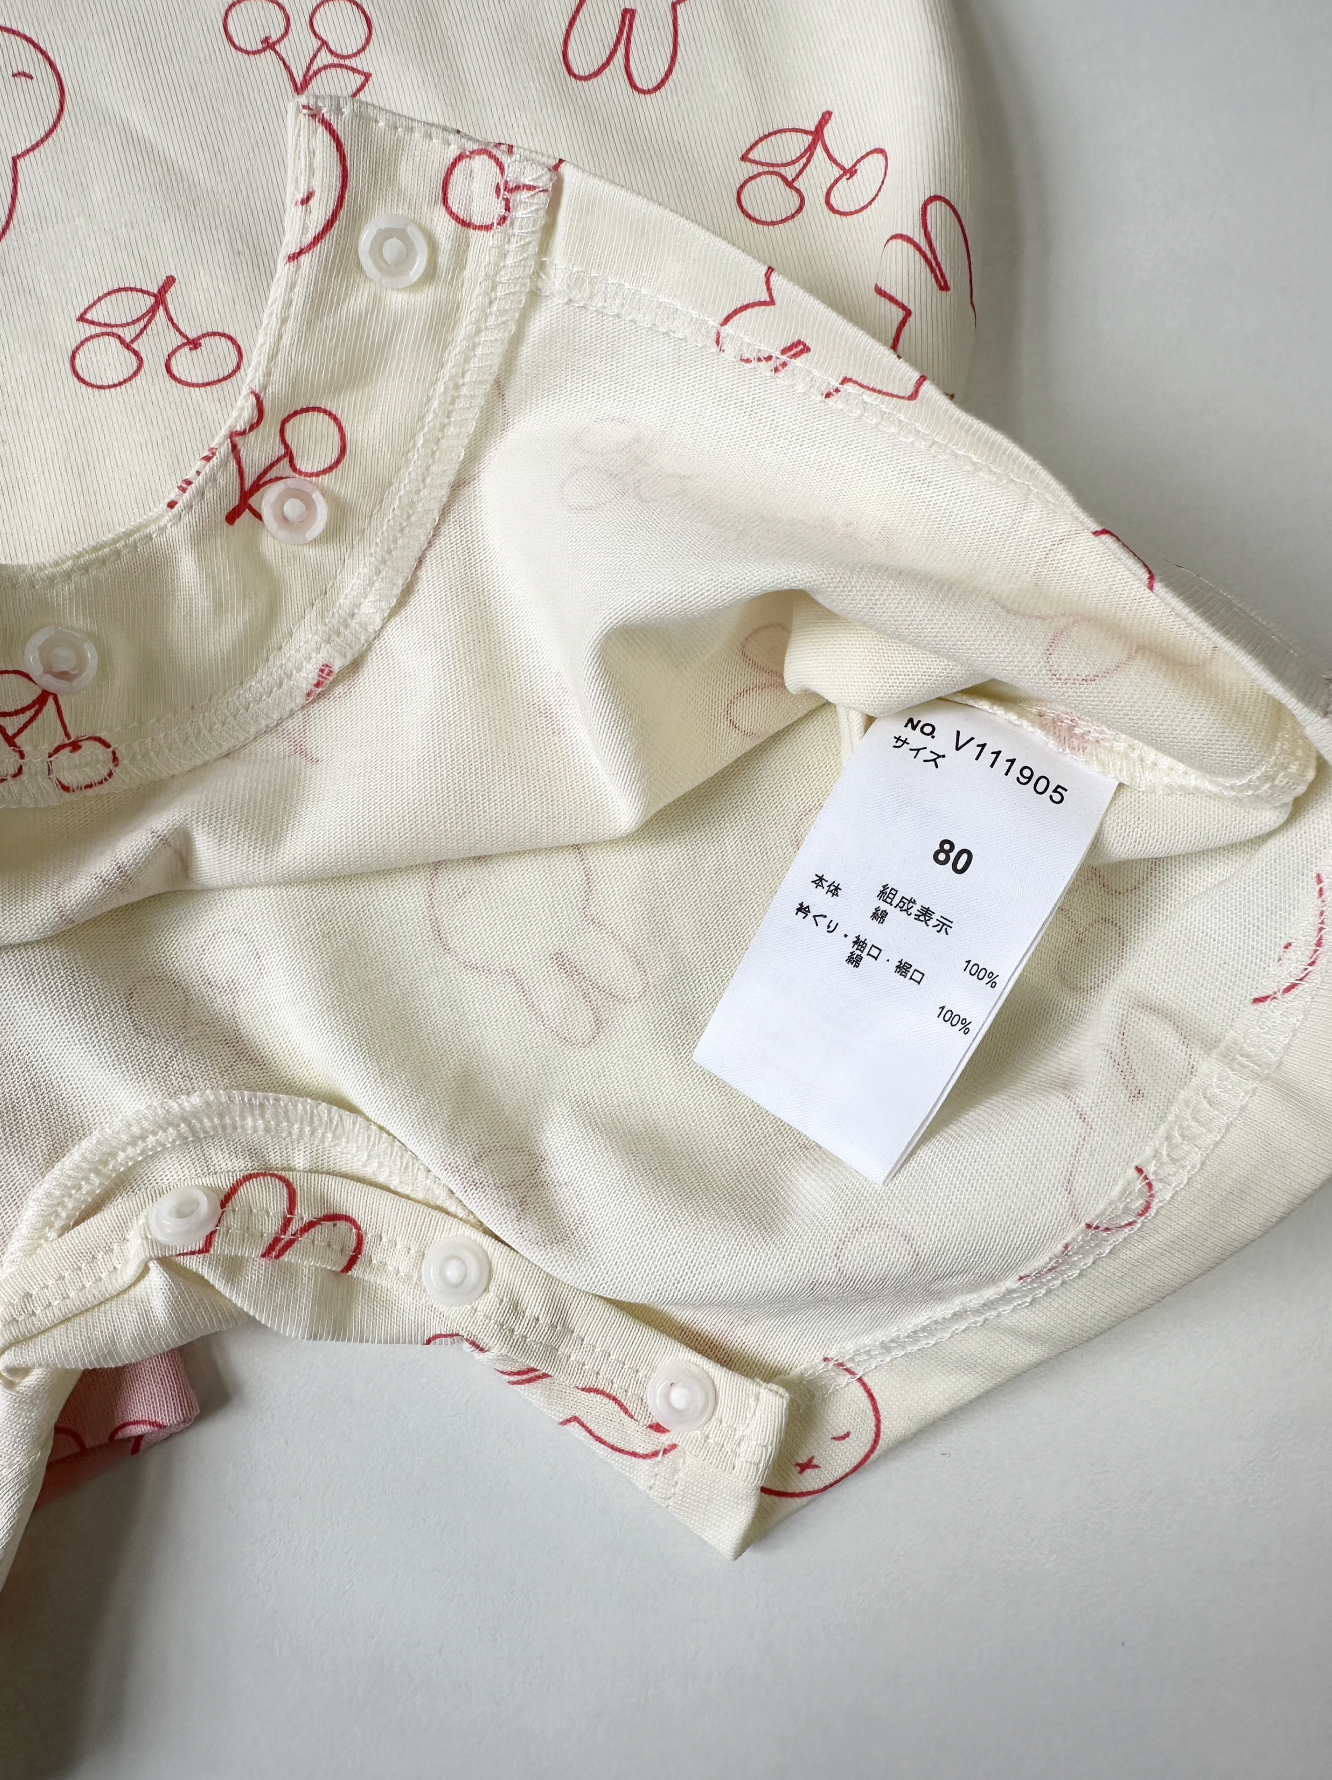 NO. V111905
サイズ
80
組成表示
本体
綿 100%
衿ぐり・袖口・裾口
綿 100%